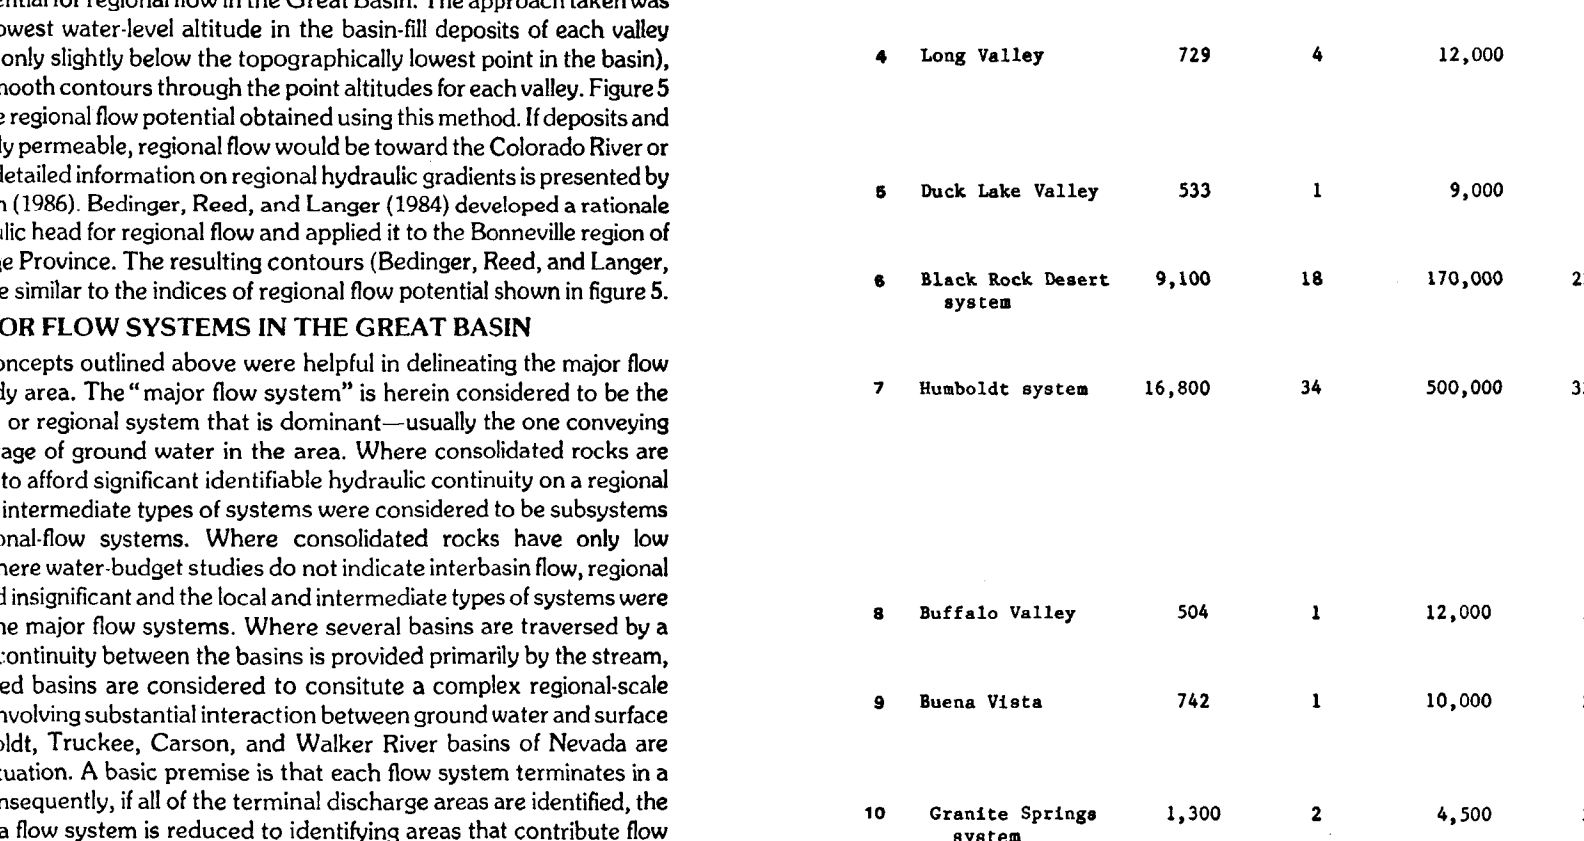 ential for regional flow in the Great Basin. The approach taken was
owest water-level altitude in the basin-fill deposits of each valley
only slightly below the topographically lowest point in the basin),
nooth contours through the point altitudes for each valley. Figure 5
e regional flow potential obtained using this method. If deposits and
ly permeable, regional flow would be toward the Colorado River or
detailed information on regional hydraulic gradients is presented by
n (1986). Bedinger, Reed, and Langer (1984) developed a rationale
ulic head for regional flow and applied it to the Bonneville region of
ge Province. The resulting contours (Bedinger, Reed, and Langer,
e similar to the indices of regional flow potential shown in figure 5.
OR FLOW SYSTEMS IN THE GREAT BASIN
oncepts outlined above were helpful in delineating the major flow
dy area. The "major flow system" is herein considered to be the
or regional system that is dominant—usually the one conveying
age of ground water in the area. Where consolidated rocks are
to afford significant identifiable hydraulic continuity on a regional
intermediate types of systems were considered to be subsystems
onal-flow systems. Where consolidated rocks have only low
here water-budget studies do not indicate interbasin flow, regional
d insignificant and the local and intermediate types of systems were
he major flow systems. Where several basins are traversed by a
continuity between the basins is provided primarily by the stream,
ed basins are considered to consitute a complex regional-scale
nvolving substantial interaction between ground water and surface
oldt, Truckee, Carson, and Walker River basins of Nevada are
tuation. A basic premise is that each flow system terminates in a
nsequently, if all of the terminal discharge areas are identified, the
a flow system is reduced to identifying areas that contribute flow
4 Long Valley 729 4 12,000
5 Duck Lake Valley 533 1 9,000
6 Black Rock Desert 9,100 18 170,000 2
system
7 Humboldt system 16,800 34 500,000 3
8 Buffalo Valley 504 1 12,000
9 Buena Vista 742 1 10,000
10 Granite Springs 1,300 2 4,500
system